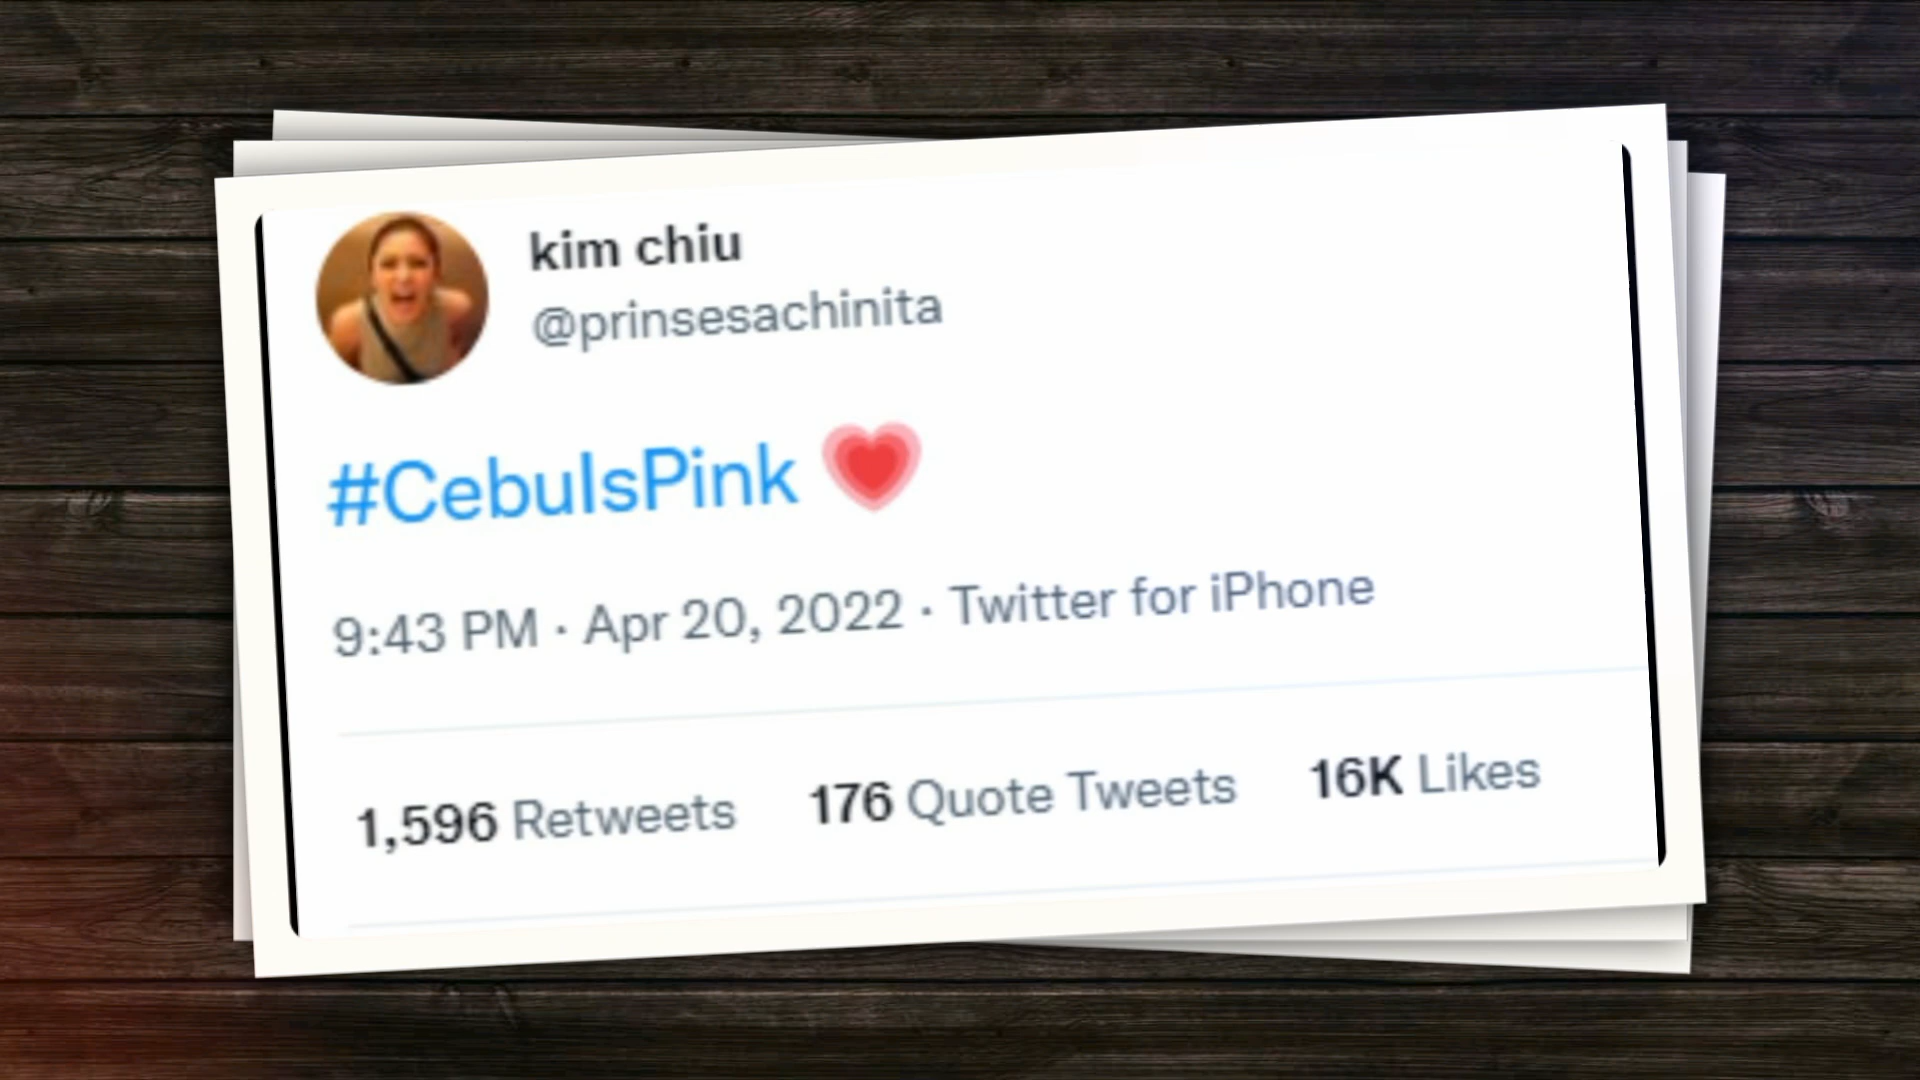 kim chiu
@prinsesachinita
#CebuIsPink
9:43 PM · Apr 20, 2022 · Twitter for iPhone
1,596 Retweets 176 Quote Tweets 16K Likes